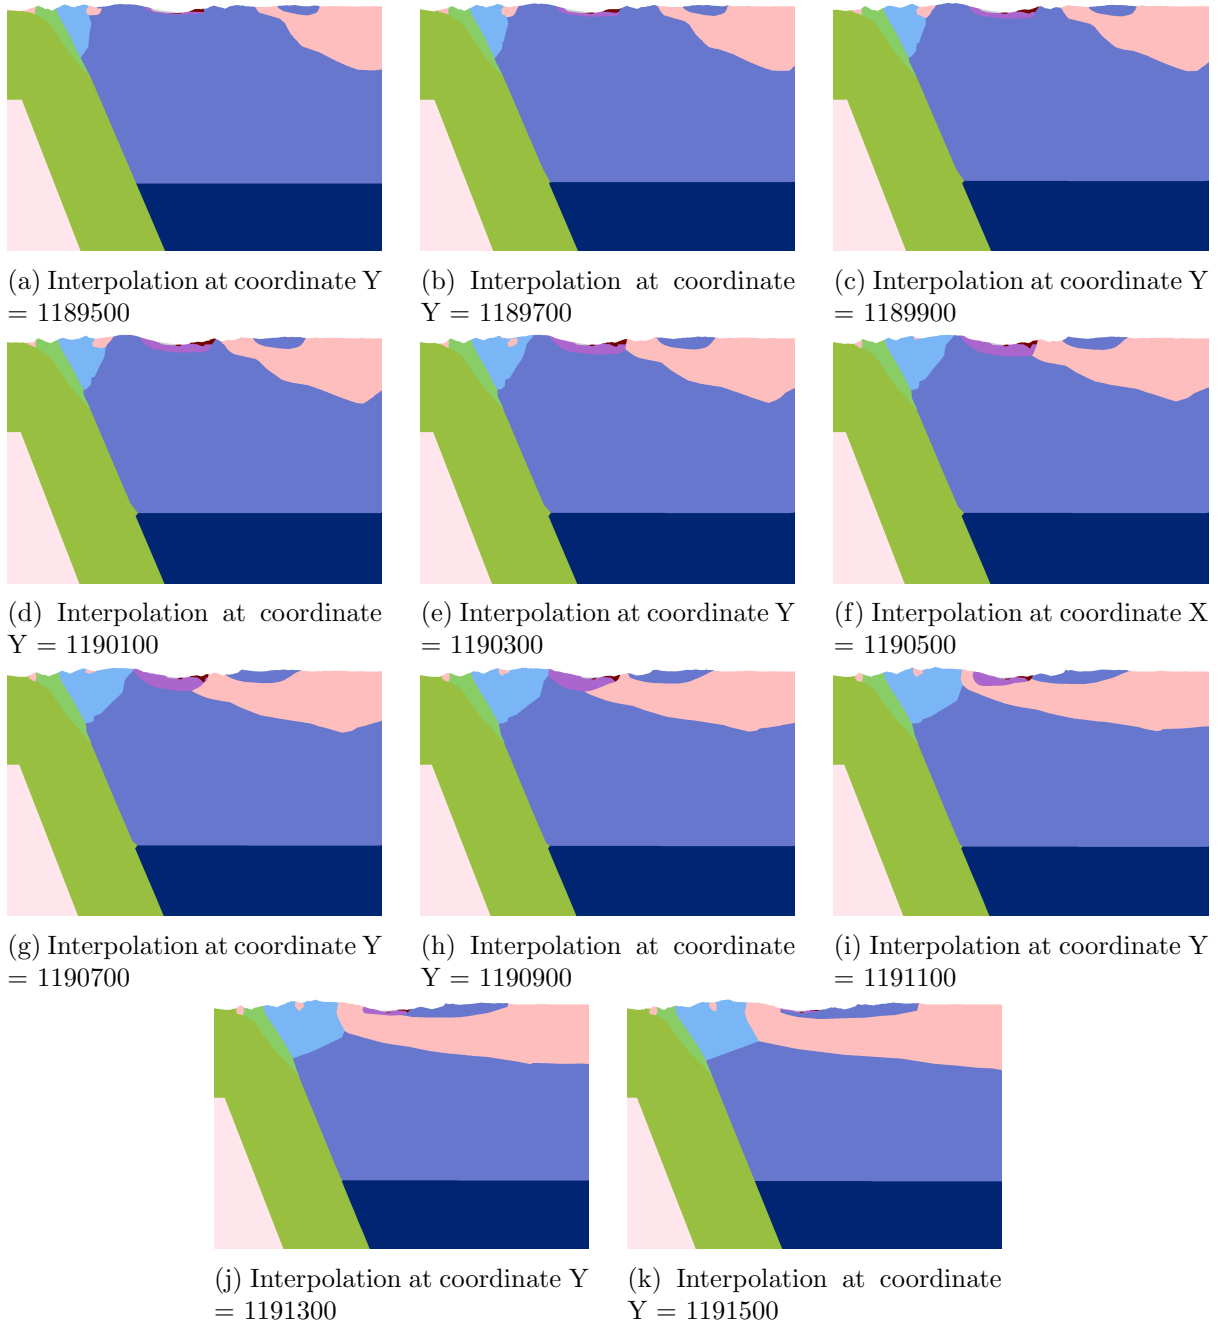 (a) Interpolation at coordinate Y
= 1189500
(b) Interpolation at coordinate
Y = 1189700
(c) Interpolation at coordinate Y
= 1189900
(d) Interpolation at coordinate
Y = 1190100
(e) Interpolation at coordinate Y
= 1190300
(f) Interpolation at coordinate X
= 1190500
(g) Interpolation at coordinate Y
= 1190700
(h) Interpolation at coordinate
Y = 1190900
(i) Interpolation at coordinate Y
= 1191100
(j) Interpolation at coordinate Y
= 1191300
(k) Interpolation at coordinate
Y = 1191500